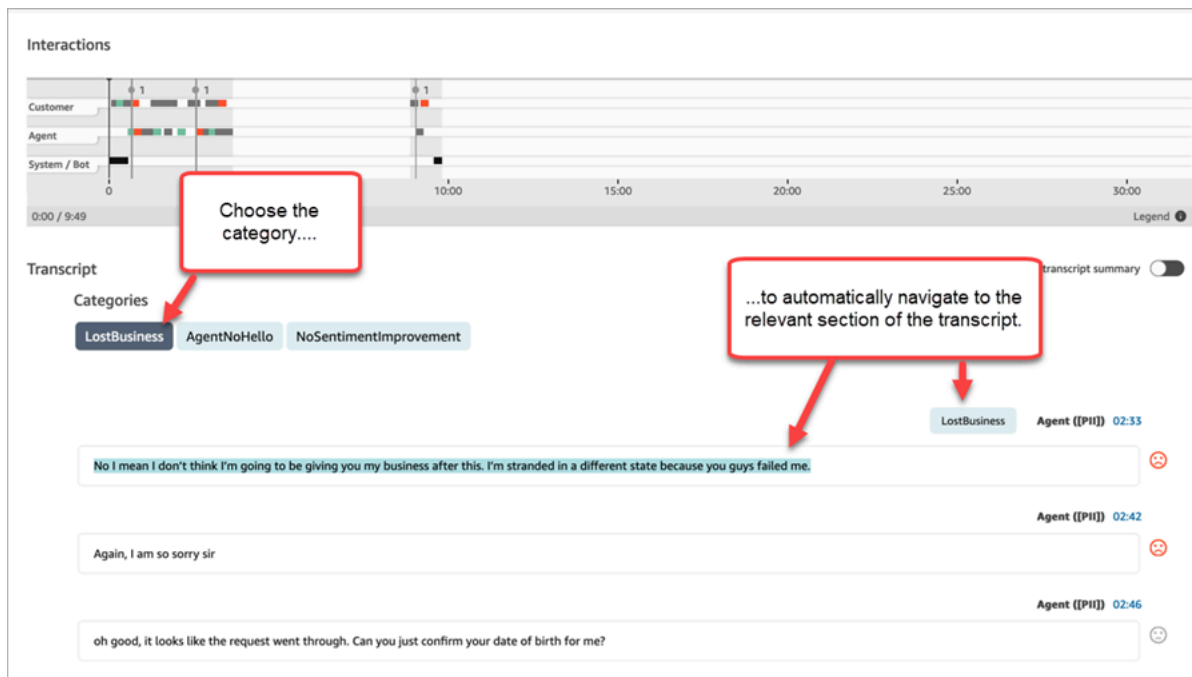 Interactions
1 1 1
Customer
Agent
System / Bot
0 10:00 15:00 20:00 25:00 30:00
0:00 / 9:49 Legend
Choose the
category....
Transcript
transcript summary
Categories
...to automatically navigate to the
relevant section of the transcript.
LostBusiness AgentNoHello NoSentimentImprovement
LostBusiness Agent ([PII]) 02:33
No I mean I don't think I'm going to be giving you my business after this. I'm stranded in a different state because you guys failed me.
Agent ([PII]) 02:42
Again, I am so sorry sir
Agent ([PII]) 02:46
oh good, it looks like the request went through. Can you just confirm your date of birth for me?